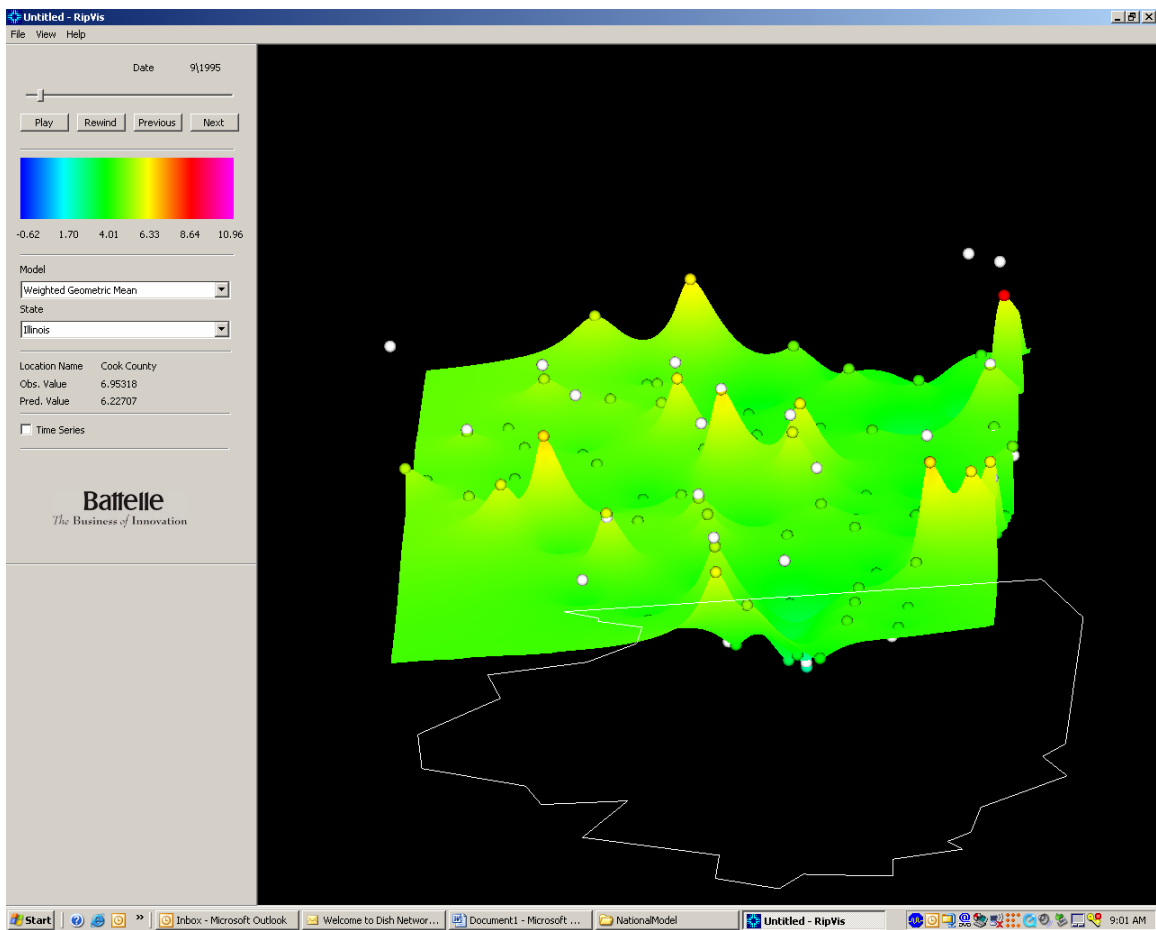 Untitled - RipVis
File View Help
Date 9\1995
Play Rewind Previous Next
-0.62 1.70 4.01 6.33 8.64 10.96
Model
Weighted Geometric Mean
State
Illinois
Location Name Cook County
Obs. Value 6.95318
Pred. Value 6.22707
Time Series
Battelle
The Business of Innovation
Start » Inbox - Microsoft Outlook Welcome to Dish Networ... Document1 - Microsoft ... NationalModel Untitled - RipVis 9:01 AM